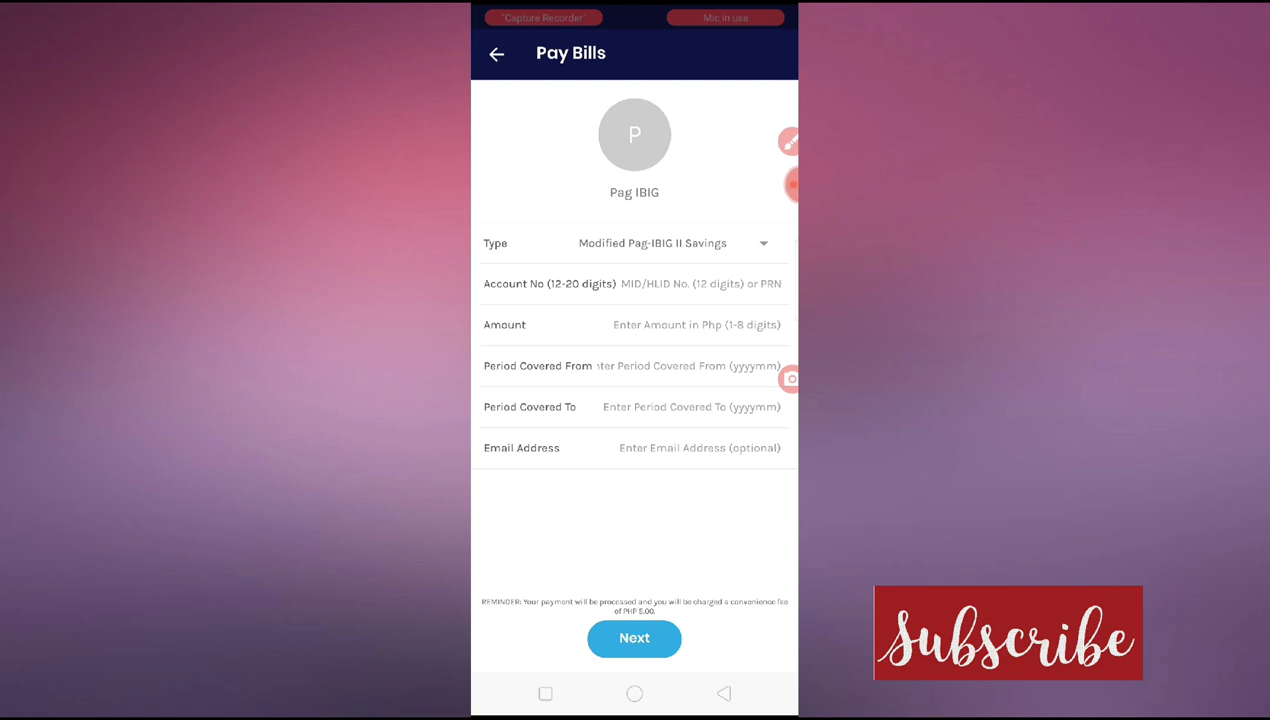 "Capture Recorder" Mic in use
Pay Bills
P
Pag IBIG
Type Modified Pag-IBIG II Savings
Account No (12-20 digits) MID/HLID No. (12 digits) or PRN
Amount Enter Amount in Php (1-8 digits)
Period Covered From ter Period Covered From (yyyymm)
Period Covered To Enter Period Covered To (yyyymm)
Email Address Enter Email Address (optional)
REMINDER: Your payment will be processed and you will be charged a convenience fee
of PHP 5.00.
Next
Subscribe